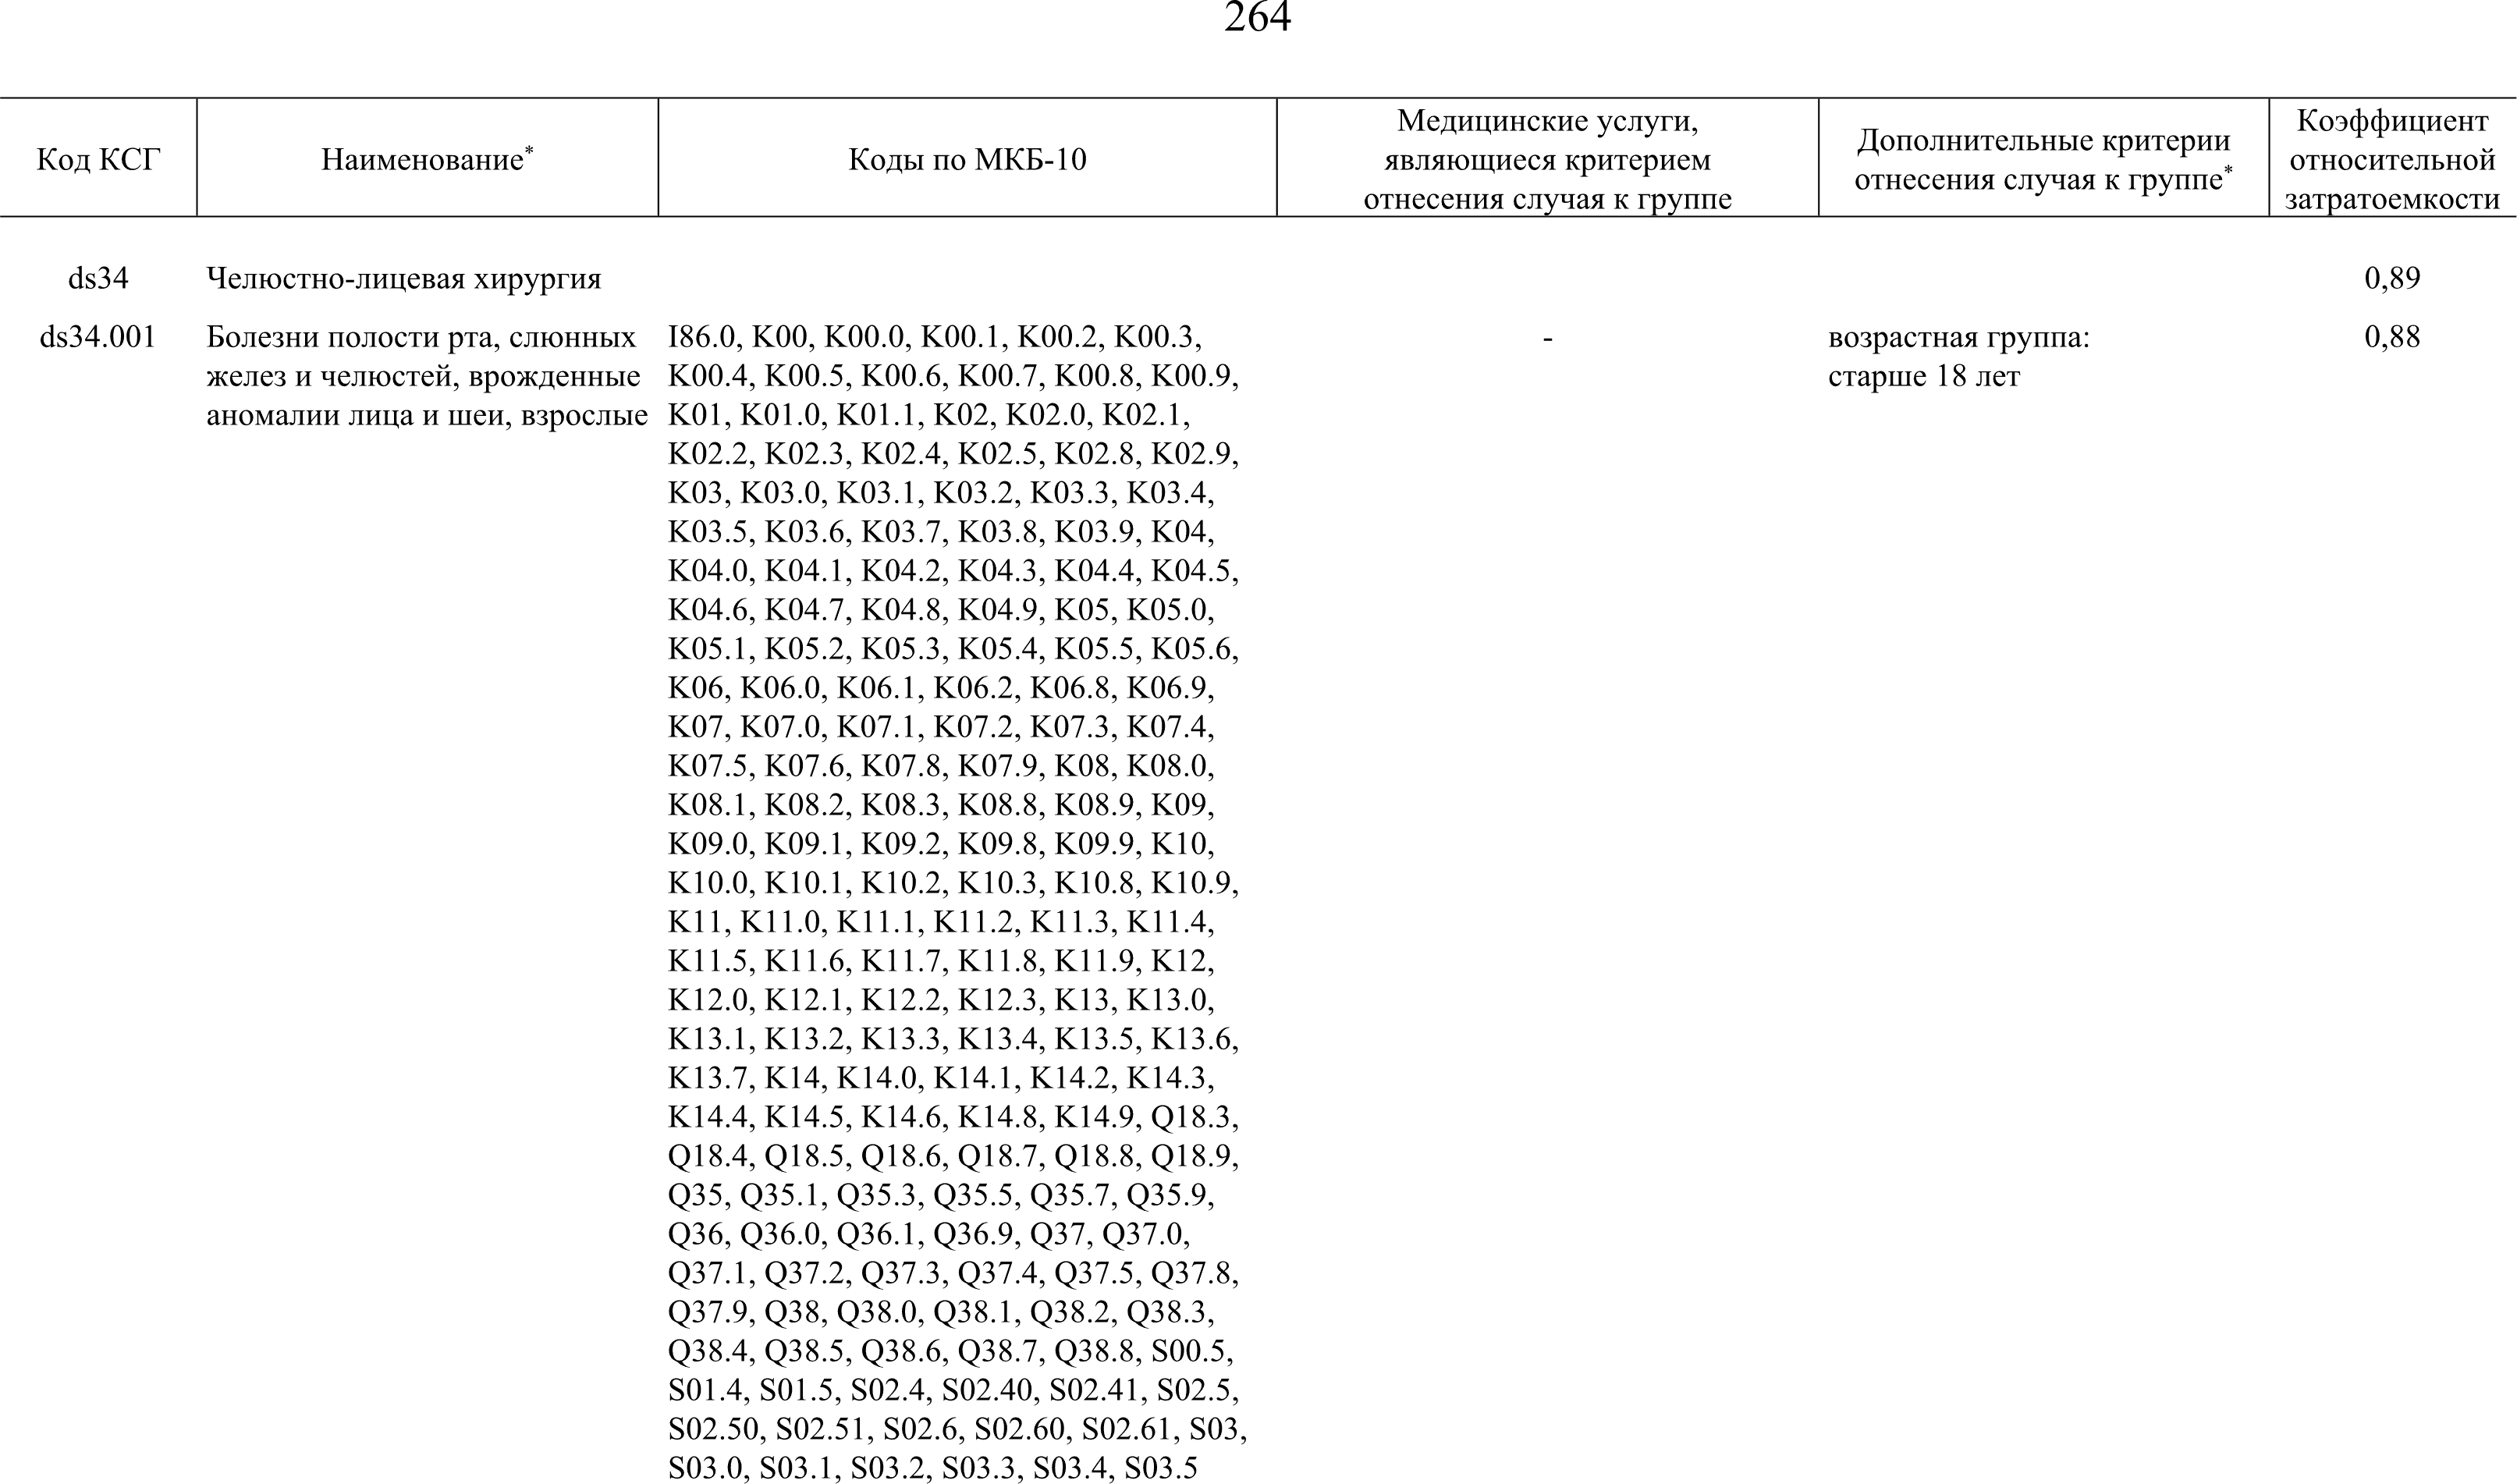 264
Код КСГ
Наименование*
Коды по МКБ-10
Медицинские услуги,
являющиеся критерием
отнесения случая к группе
Дополнительные критерии
отнесения случая к группе*
Коэффициент
относительной
затратоемкости
ds34 Челюстно-лицевая хирургия 0,89
ds34.001
Болезни полости рта, слюнных
желез и челюстей, врожденные
аномалии лица и шеи, взрослые
I86.0, K00, K00.0, K00.1, K00.2, K00.3,
K00.4, K00.5, K00.6, K00.7, K00.8, K00.9,
K01, K01.0, K01.1, K02, K02.0, K02.1,
K02.2, K02.3, K02.4, K02.5, K02.8, K02.9,
K03, K03.0, K03.1, K03.2, K03.3, K03.4,
K03.5, K03.6, K03.7, K03.8, K03.9, K04,
K04.0, K04.1, K04.2, K04.3, K04.4, K04.5,
K04.6, K04.7, K04.8, K04.9, K05, K05.0,
K05.1, K05.2, K05.3, K05.4, K05.5, K05.6,
K06, K06.0, K06.1, K06.2, K06.8, K06.9,
K07, K07.0, K07.1, K07.2, K07.3, K07.4,
K07.5, K07.6, K07.8, K07.9, K08, K08.0,
K08.1, K08.2, K08.3, K08.8, K08.9, K09,
K09.0, K09.1, K09.2, K09.8, K09.9, K10,
K10.0, K10.1, K10.2, K10.3, K10.8, K10.9,
K11, K11.0, K11.1, K11.2, K11.3, K11.4,
K11.5, K11.6, K11.7, K11.8, K11.9, K12,
K12.0, K12.1, K12.2, K12.3, K13, K13.0,
K13.1, K13.2, K13.3, K13.4, K13.5, K13.6,
K13.7, K14, K14.0, K14.1, K14.2, K14.3,
K14.4, K14.5, K14.6, K14.8, K14.9, Q18.3,
Q18.4, Q18.5, Q18.6, Q18.7, Q18.8, Q18.9,
Q35, Q35.1, Q35.3, Q35.5, Q35.7, Q35.9,
Q36, Q36.0, Q36.1, Q36.9, Q37, Q37.0,
Q37.1, Q37.2, Q37.3, Q37.4, Q37.5, Q37.8,
Q37.9, Q38, Q38.0, Q38.1, Q38.2, Q38.3,
Q38.4, Q38.5, Q38.6, Q38.7, Q38.8, S00.5,
S01.4, S01.5, S02.4, S02.40, S02.41, S02.5,
S02.50, S02.51, S02.6, S02.60, S02.61, S03,
S03.0, S03.1, S03.2, S03.3, S03.4, S03.5
-
возрастная группа:
старше 18 лет
0,88